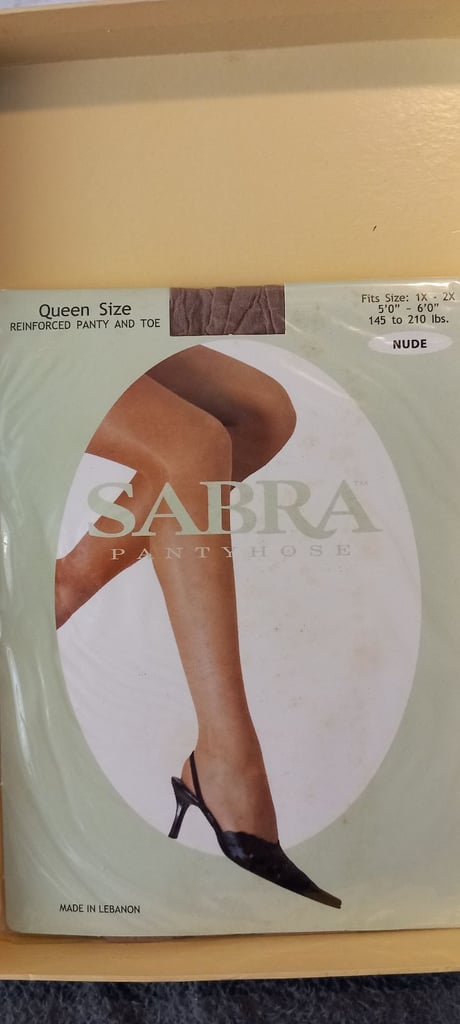 Queen Size
REINFORCED PANTY AND TOE
Fits Size: 1X - 2X
5'0" - 6'0"
145 to 210 lbs.
NUDE
SABRA™
PANTYHOSE
MADE IN LEBANON